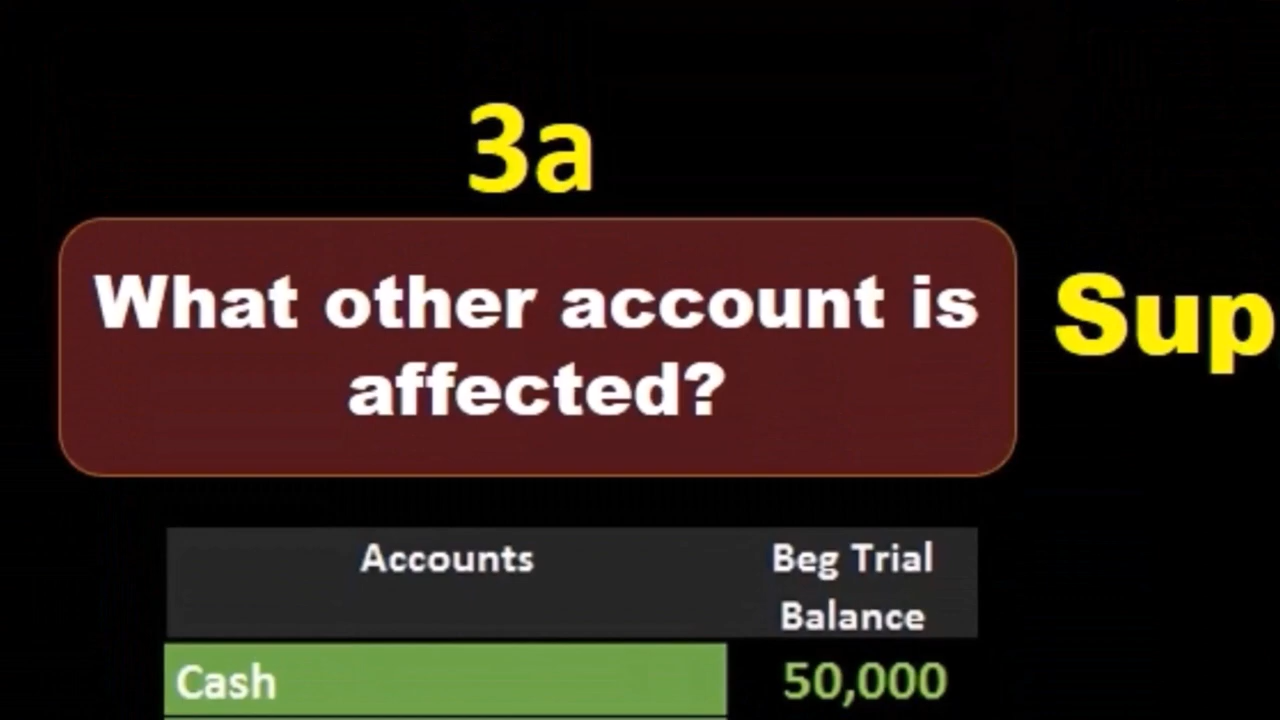 3a
What other account is
affected?
Sup
Accounts
Beg Trial
Balance
Cash
50,000